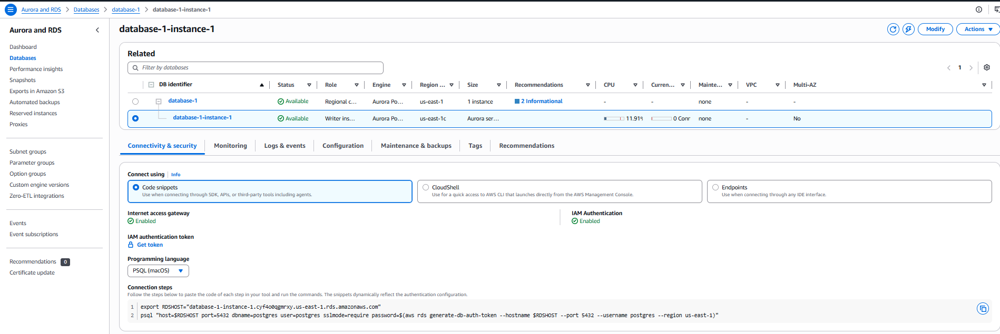 Aurora and RDS > Databases > database-1 > database-1-instance-1
Aurora and RDS
Dashboard
Databases
Performance insights
Snapshots
Exports in Amazon S3
Automated backups
Reserved instances
Proxies
Subnet groups
Parameter groups
Option groups
Custom engine versions
Zero-ETL integrations
Events
Event subscriptions
Recommendations 0
Certificate update
database-1-instance-1
Modify
Actions
Related
Filter by databases
1
DB identifier Status Role Engine Region ... Size Recommendations CPU Curren... Mainte... VPC Multi-AZ
database-1 Available Regional c... Aurora Po... us-east-1 1 instance 2 Informational - - none - -
database-1-instance-1 Available Writer ins... Aurora Po... us-east-1c Aurora ser... 11.91% 0 Conr none - No
Connectivity & security Monitoring Logs & events Configuration Maintenance & backups Tags Recommendations
Connect using Info
Code snippets
Use when connecting through SDK, APIs, or third-party tools including agents.
CloudShell
Use for a quick access to AWS CLI that launches directly from the AWS Management Console.
Endpoints
Use when connecting through any IDE interface.
Internet access gateway
Enabled
IAM Authentication
Enabled
IAM authentication token
Get token
Programming language
PSQL (macOS)
Connection steps
Follow the steps below to paste the code of each step in your tool and run the commands. The snippets dynamically reflect the authentication configuration.
1 export RDSHOST="database-1-instance-1.cyf4o0qgmrxy.us-east-1.rds.amazonaws.com"
2 psql "host=$RDSHOST port=5432 dbname=postgres user=postgres sslmode=require password=$(aws rds generate-db-auth-token --hostname $RDSHOST --port 5432 --username postgres --region us-east-1)"